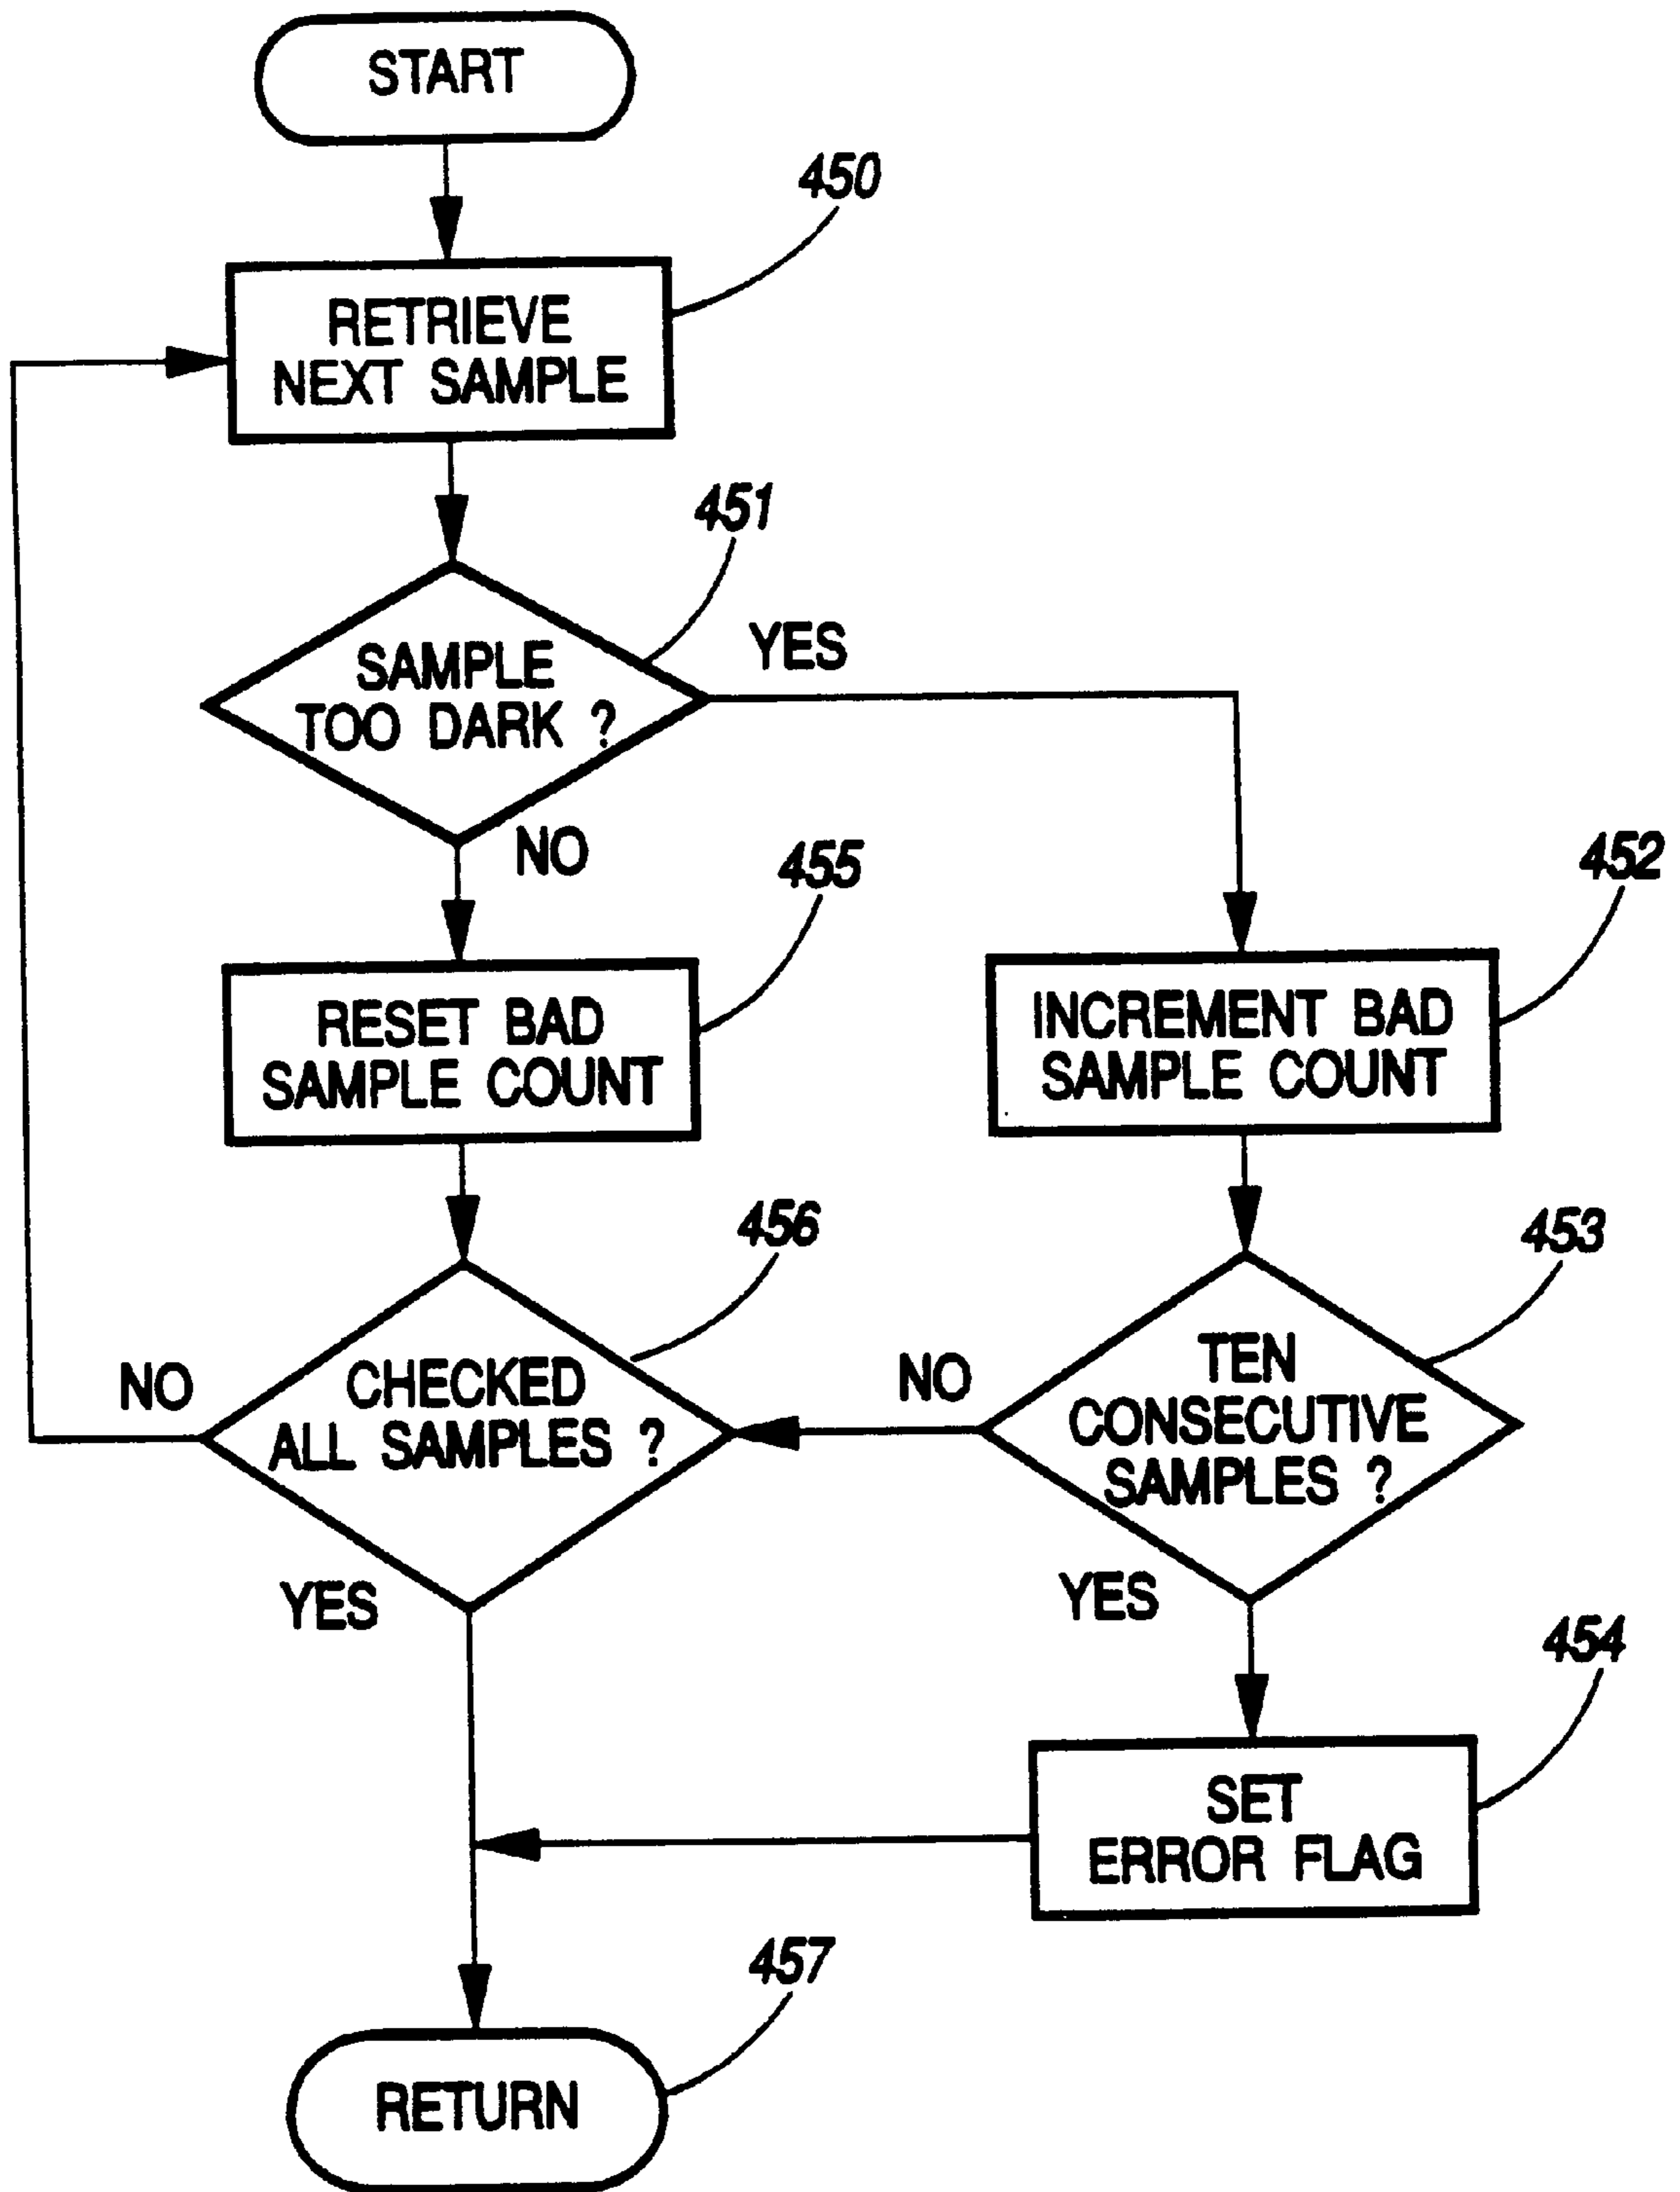 START
450
RETRIEVE
NEXT SAMPLE
451
SAMPLE
TOO DARK ?
YES
NO
455
452
RESET BAD
SAMPLE COUNT
INCREMENT BAD
SAMPLE COUNT
456
453
NO
CHECKED
ALL SAMPLES ?
NO
TEN
CONSECUTIVE
SAMPLES ?
YES
YES
454
SET
ERROR FLAG
457
RETURN